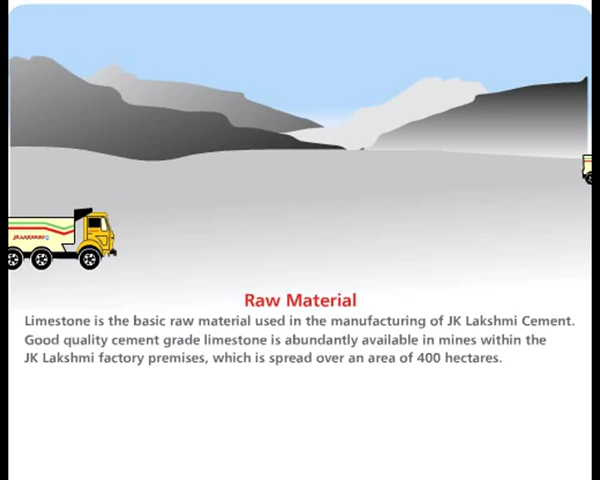 Raw Material
Limestone is the basic raw material used in the manufacturing of JK Lakshmi Cement.
Good quality cement grade limestone is abundantly available in mines within the
JK Lakshmi factory premises, which is spread over an area of 400 hectares.